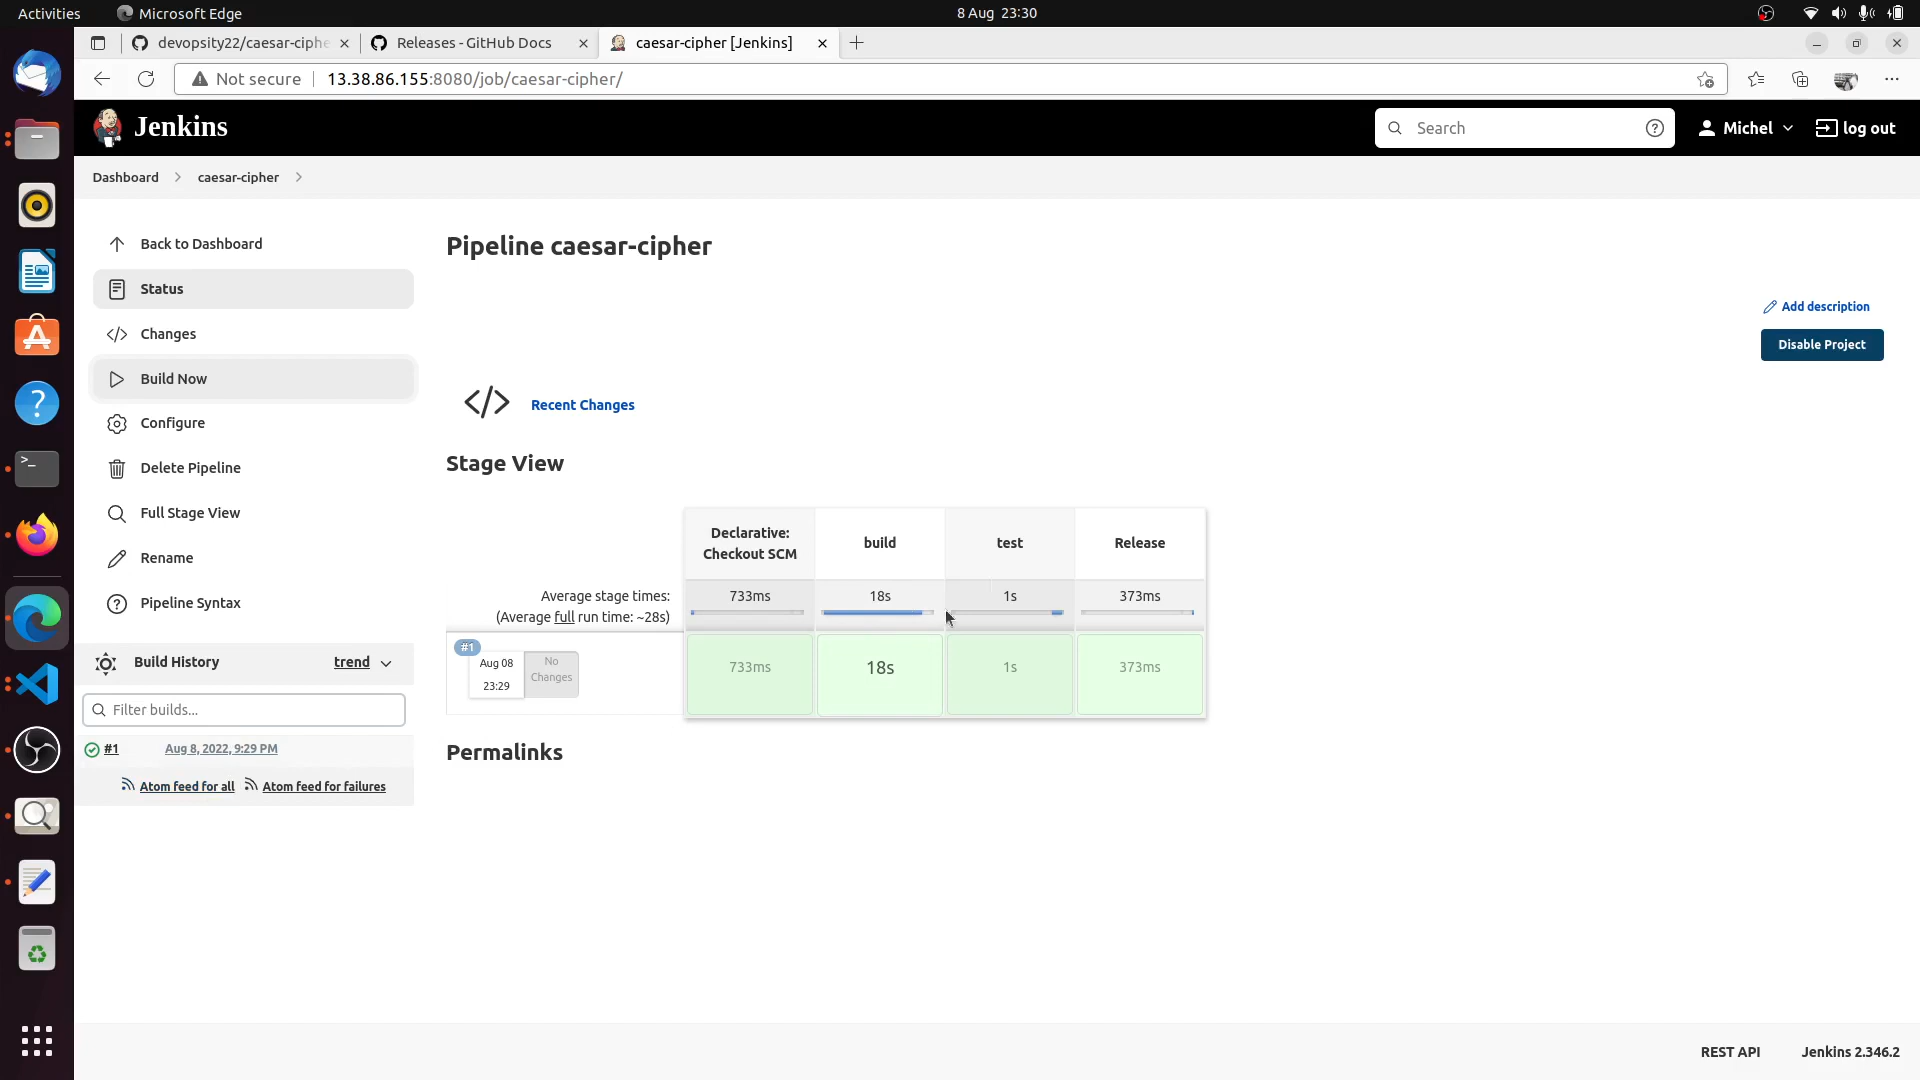 Activities
Microsoft Edge
8 Aug 23:30
devopsity22/caesar-ciphe
Releases - GitHub Docs
caesar-cipher [Jenkins]
Not secure
13.38.86.155:8080/job/caesar-cipher/
Jenkins
Search
Michel
log out
Dashboard
caesar-cipher
Back to Dashboard
Status
Changes
Build Now
Configure
Delete Pipeline
Full Stage View
Rename
Pipeline Syntax
Build History
trend
Filter builds...
#1
Aug 8, 2022, 9:29 PM
Atom feed for all
Atom feed for failures
Pipeline caesar-cipher
Add description
Disable Project
Recent Changes
Stage View
Declarative:
Checkout SCM
build
test
Release
Average stage times:
(Average full run time: ~28s)
733ms
18s
1s
373ms
#1
Aug 08
23:29
No
Changes
733ms
18s
1s
373ms
Permalinks
REST API
Jenkins 2.346.2